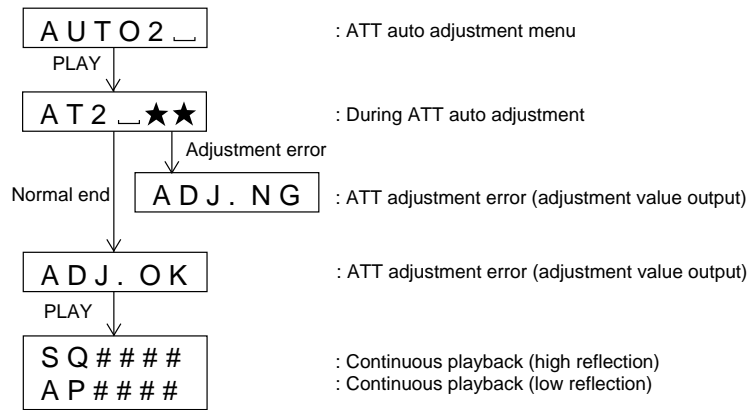 AUTO2⎵ : ATT auto adjustment menu
PLAY
AT2⎵★★ : During ATT auto adjustment
Adjustment error
Normal end
ADJ. NG : ATT adjustment error (adjustment value output)
ADJ. OK : ATT adjustment error (adjustment value output)
PLAY
SQ#### : Continuous playback (high reflection)
AP#### : Continuous playback (low reflection)